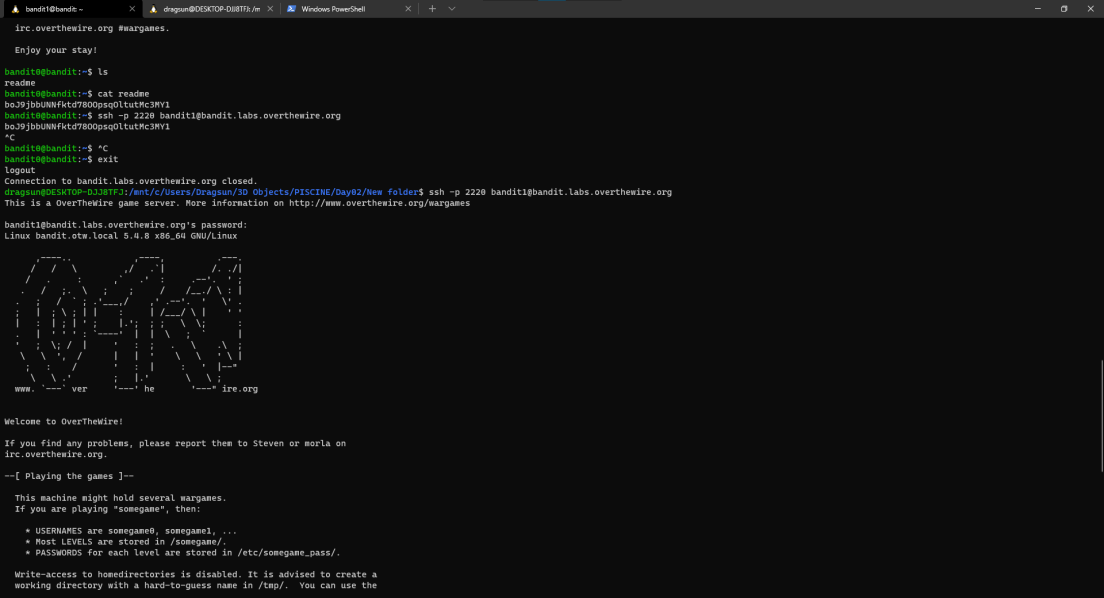 bandit1@bandit: ~
dragsun@DESKTOP-DJJ8TFJ: /m
Windows PowerShell
irc.overthewire.org #wargames.
Enjoy your stay!
bandit0@bandit:~$ ls
readme
bandit0@bandit:~$ cat readme
boJ9jbbUNNfktd78OOpsqOltutMc3MY1
bandit0@bandit:~$ ssh -p 2220 bandit1@bandit.labs.overthewire.org
boJ9jbbUNNfktd78OOpsqOltutMc3MY1
^C
bandit0@bandit:~$ ^C
bandit0@bandit:~$ exit
logout
Connection to bandit.labs.overthewire.org closed.
dragsun@DESKTOP-DJJ8TFJ:/mnt/c/Users/Dragsun/3D Objects/PISCINE/Day02/New folder$ ssh -p 2220 bandit1@bandit.labs.overthewire.org
This is a OverTheWire game server. More information on http://www.overthewire.org/wargames
bandit1@bandit.labs.overthewire.org's password:
Linux bandit.otw.local 5.4.8 x86_64 GNU/Linux
www. `---` ver '---' he '---" ire.org
Welcome to OverTheWire!
If you find any problems, please report them to Steven or morla on
irc.overthewire.org.
--[ Playing the games ]--
This machine might hold several wargames.
If you are playing "somegame", then:
* USERNAMES are somegame0, somegame1, ...
* Most LEVELS are stored in /somegame/.
* PASSWORDS for each level are stored in /etc/somegame_pass/.
Write-access to homedirectories is disabled. It is advised to create a
working directory with a hard-to-guess name in /tmp/. You can use the